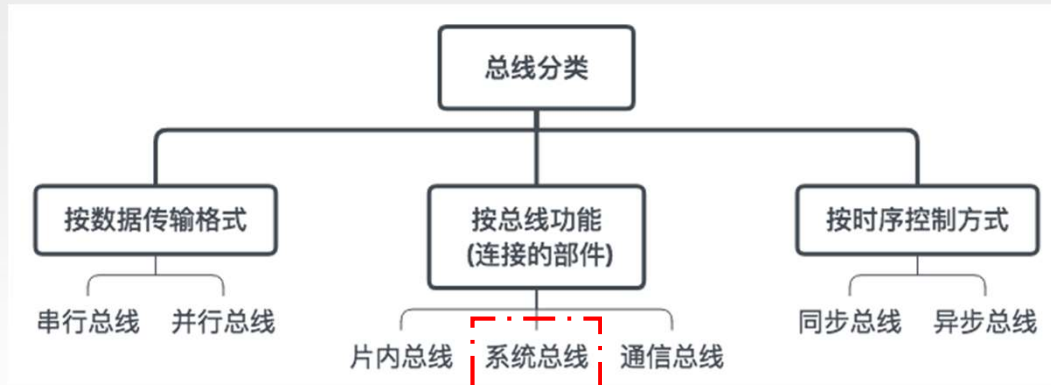 总线分类
按数据传输格式
按总线功能
(连接的部件)
按时序控制方式
串行总线
并行总线
片内总线
系统总线
通信总线
同步总线
异步总线